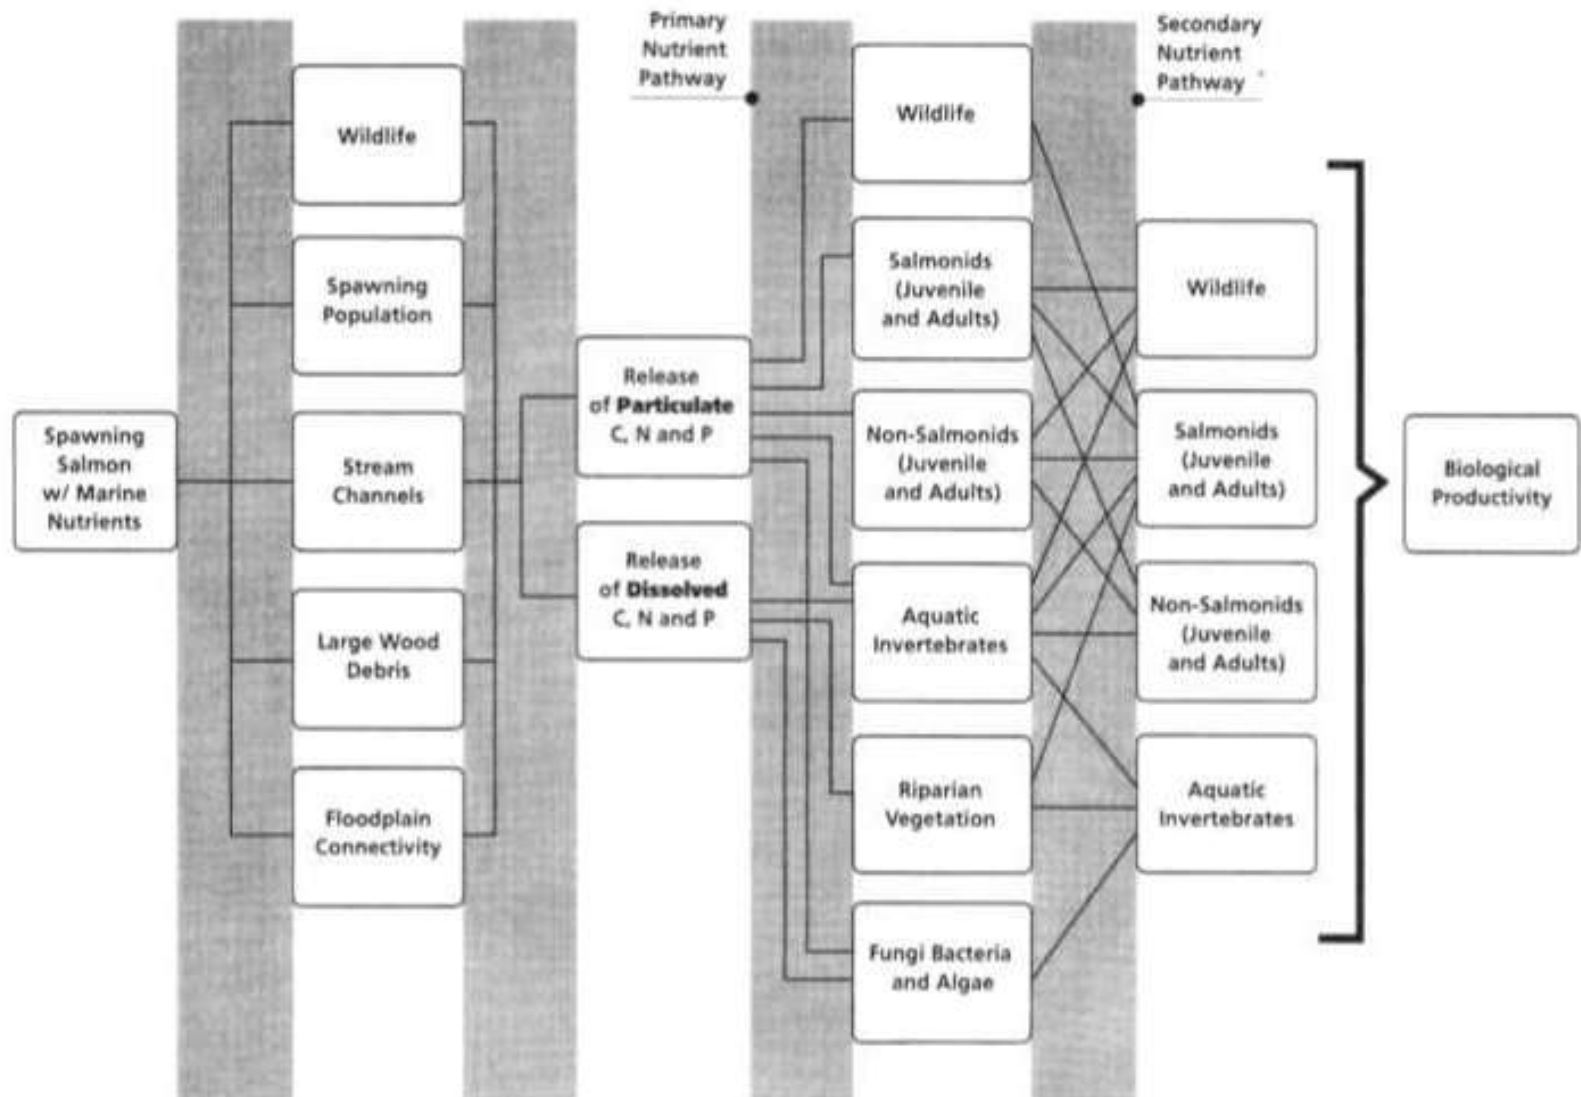 Primary
Nutrient
Pathway
Secondary
Nutrient
Pathway
Spawning
Salmon
w/ Marine
Nutrients
Wildlife
Spawning
Population
Stream
Channels
Large Wood
Debris
Floodplain
Connectivity
Release
of Particulate
C, N and P
Release
of Dissolved
C, N and P
Wildlife
Salmonids
(Juvenile
and Adults)
Non-Salmonids
(Juvenile
and Adults)
Aquatic
Invertebrates
Riparian
Vegetation
Fungi Bacteria
and Algae
Wildlife
Salmonids
(Juvenile
and Adults)
Non-Salmonids
(Juvenile
and Adults)
Aquatic
Invertebrates
Biological
Productivity